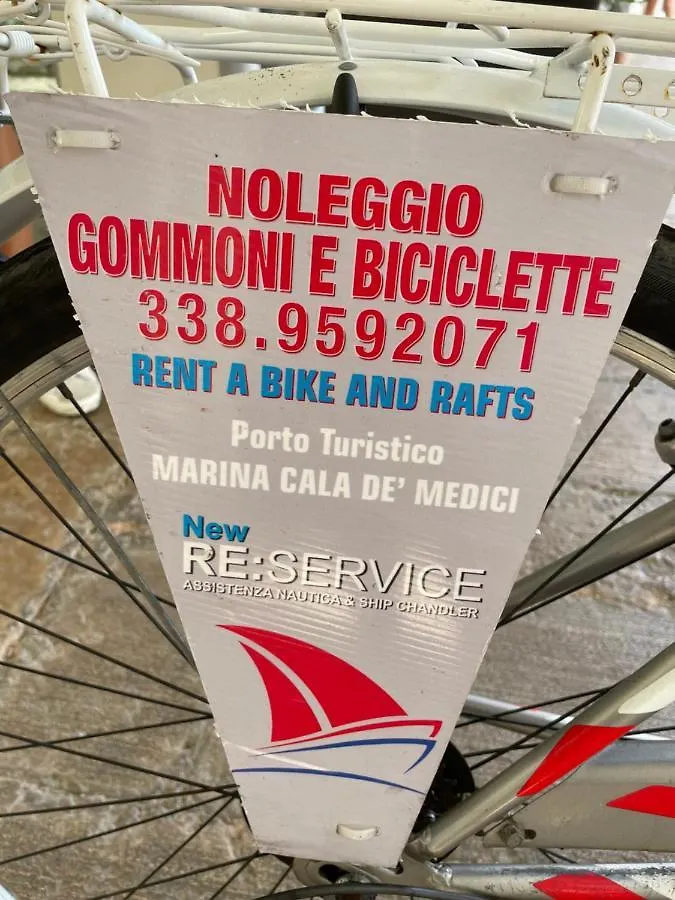 NOLEGGIO
GOMMONI E BICICLETTE
338.9592071
RENT A BIKE AND RAFTS
Porto Turistico
MARINA CALA DE' MEDICI
New
RE:SERVICE
ASSISTENZA NAUTICA & SHIP CHANDLER